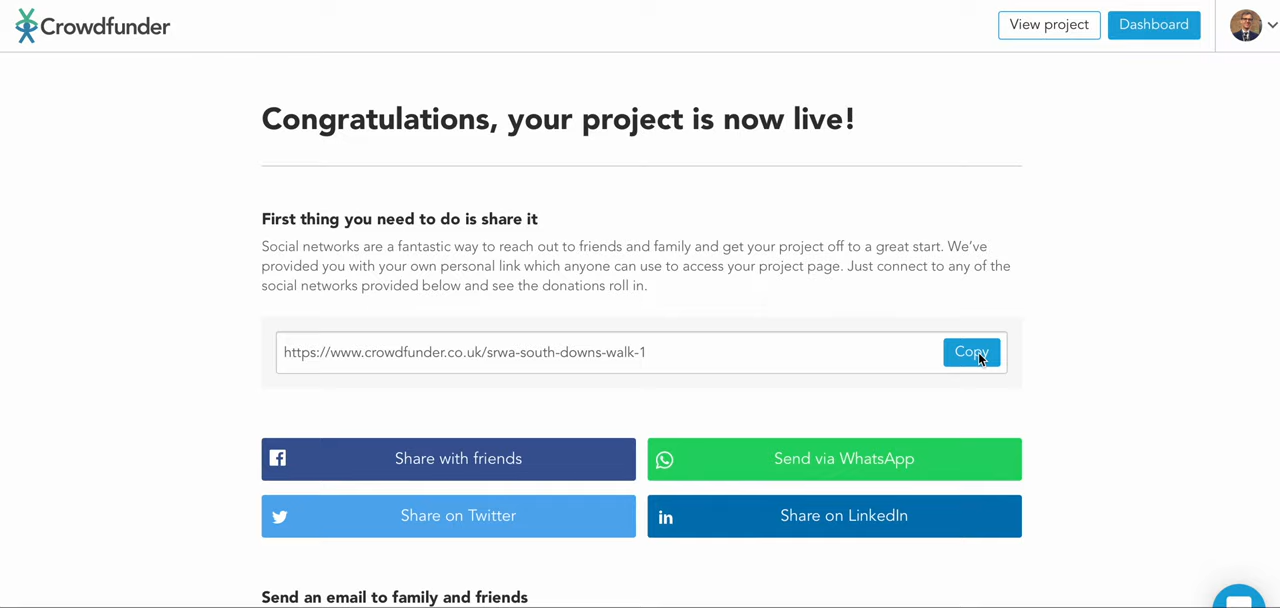 Crowdfunder
View project
Dashboard
Congratulations, your project is now live!
First thing you need to do is share it
Social networks are a fantastic way to reach out to friends and family and get your project off to a great start. We've
provided you with your own personal link which anyone can use to access your project page. Just connect to any of the
social networks provided below and see the donations roll in.
https://www.crowdfunder.co.uk/srwa-south-downs-walk-1
Copy
Share with friends
Send via WhatsApp
Share on Twitter
Share on LinkedIn
Send an email to family and friends